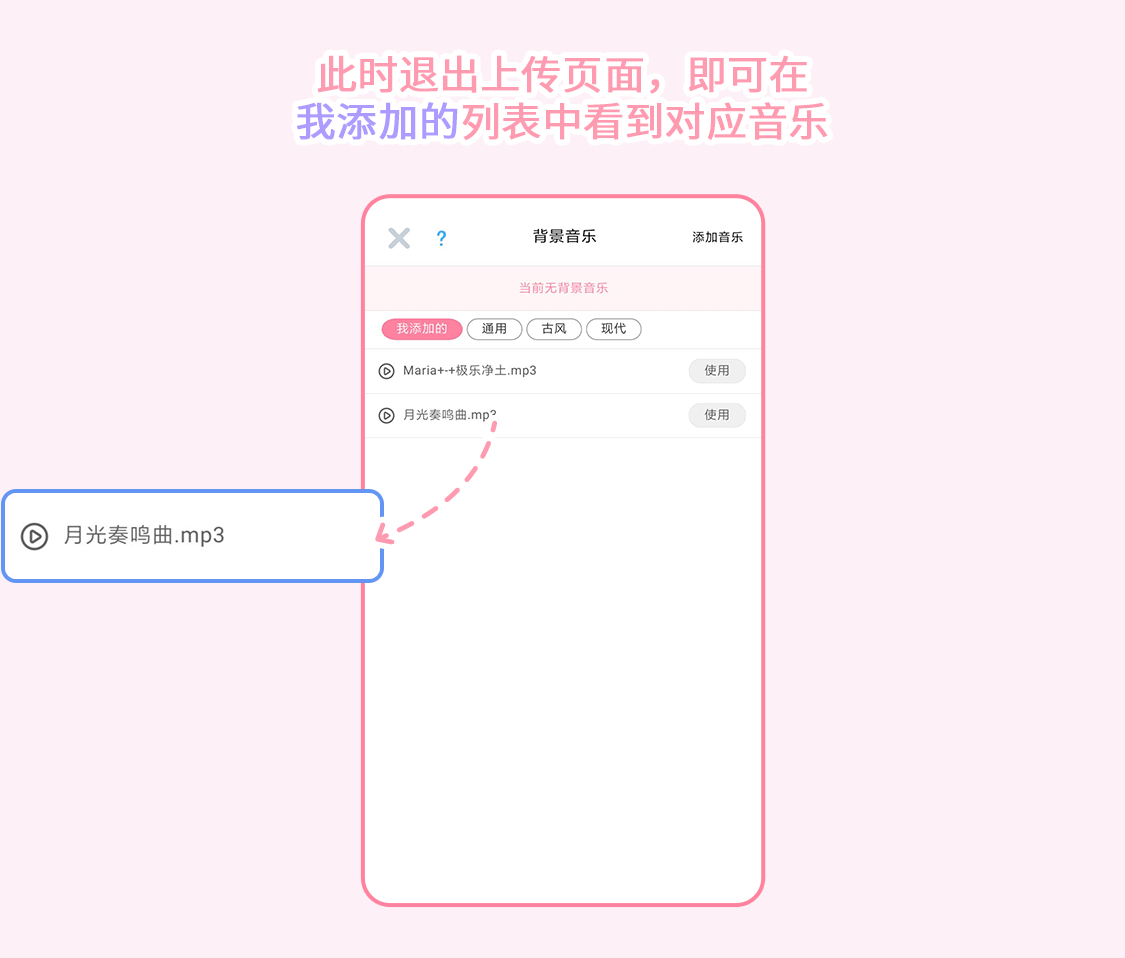 此时退出上传页面，即可在
我添加的列表中看到对应音乐
? 背景音乐 添加音乐
当前无背景音乐
我添加的 通用 古风 现代
Maria+-+极乐净土.mp3 使用
月光奏鸣曲.mp3 使用
月光奏鸣曲.mp3